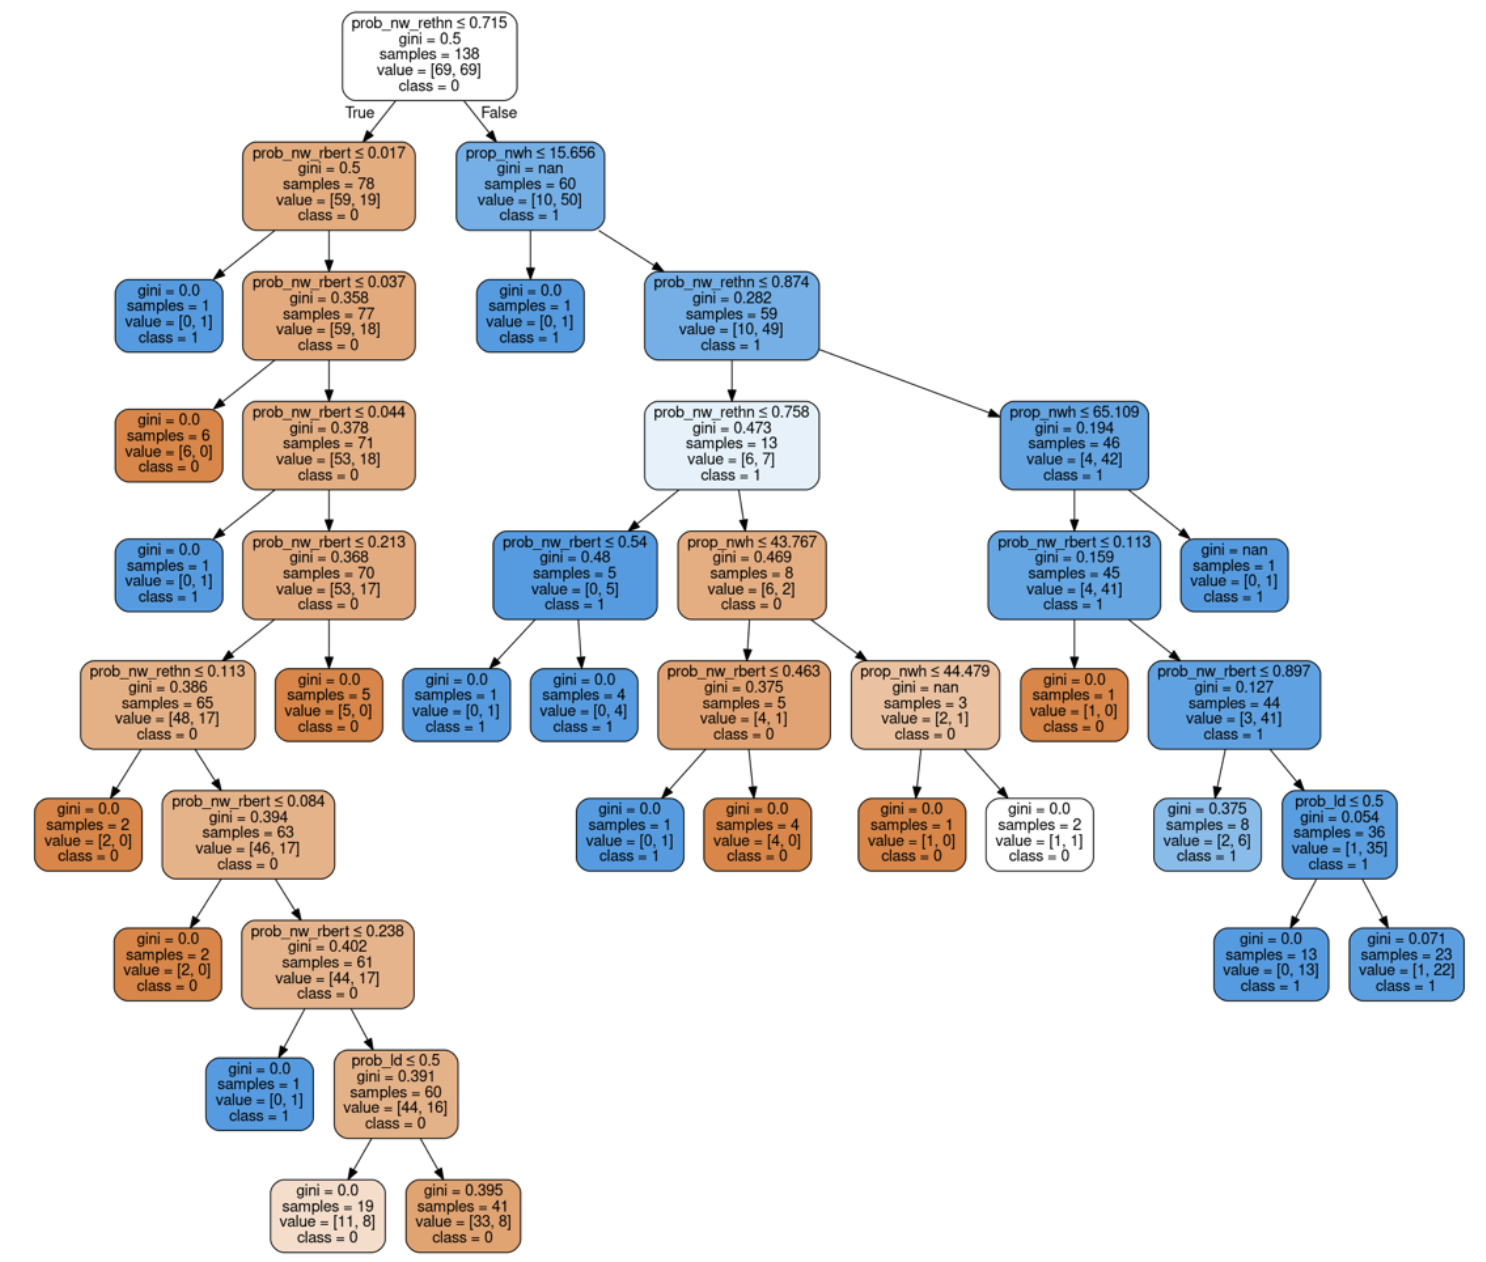 prob_nw_rethn ≤ 0.715
gini = 0.5
samples = 138
value = [69, 69]
class = 0
True
False
prob_nw_rbert ≤ 0.017
gini = 0.5
samples = 78
value = [59, 19]
class = 0
prop_nwh ≤ 15.656
gini = nan
samples = 60
value = [10, 50]
class = 1
gini = 0.0
samples = 1
value = [0, 1]
class = 1
prob_nw_rbert ≤ 0.037
gini = 0.358
samples = 77
value = [59, 18]
class = 0
gini = 0.0
samples = 1
value = [0, 1]
class = 1
prob_nw_rethn ≤ 0.874
gini = 0.282
samples = 59
value = [10, 49]
class = 1
gini = 0.0
samples = 6
value = [6, 0]
class = 0
prob_nw_rbert ≤ 0.044
gini = 0.378
samples = 71
value = [53, 18]
class = 0
prob_nw_rethn ≤ 0.758
gini = 0.473
samples = 13
value = [6, 7]
class = 1
prop_nwh ≤ 65.109
gini = 0.194
samples = 46
value = [4, 42]
class = 1
gini = 0.0
samples = 1
value = [0, 1]
class = 1
prob_nw_rbert ≤ 0.213
gini = 0.368
samples = 70
value = [53, 17]
class = 0
prob_nw_rbert ≤ 0.54
gini = 0.48
samples = 5
value = [0, 5]
class = 1
prop_nwh ≤ 43.767
gini = 0.469
samples = 8
value = [6, 2]
class = 0
prob_nw_rbert ≤ 0.113
gini = 0.159
samples = 45
value = [4, 41]
class = 1
gini = nan
samples = 1
value = [0, 1]
class = 1
prob_nw_rethn ≤ 0.113
gini = 0.386
samples = 65
value = [48, 17]
class = 0
gini = 0.0
samples = 5
value = [5, 0]
class = 0
gini = 0.0
samples = 1
value = [0, 1]
class = 1
gini = 0.0
samples = 4
value = [0, 4]
class = 1
prob_nw_rbert ≤ 0.463
gini = 0.375
samples = 5
value = [4, 1]
class = 0
prop_nwh ≤ 44.479
gini = nan
samples = 3
value = [2, 1]
class = 0
gini = 0.0
samples = 1
value = [1, 0]
class = 0
prob_nw_rbert ≤ 0.897
gini = 0.127
samples = 44
value = [3, 41]
class = 1
gini = 0.0
samples = 2
value = [2, 0]
class = 0
prob_nw_rbert ≤ 0.084
gini = 0.394
samples = 63
value = [46, 17]
class = 0
gini = 0.0
samples = 1
value = [0, 1]
class = 1
gini = 0.0
samples = 4
value = [4, 0]
class = 0
gini = 0.0
samples = 1
value = [1, 0]
class = 0
gini = 0.0
samples = 2
value = [1, 1]
class = 0
gini = 0.375
samples = 8
value = [2, 6]
class = 1
prob_ld ≤ 0.5
gini = 0.054
samples = 36
value = [1, 35]
class = 1
gini = 0.0
samples = 2
value = [2, 0]
class = 0
prob_nw_rbert ≤ 0.238
gini = 0.402
samples = 61
value = [44, 17]
class = 0
gini = 0.0
samples = 13
value = [0, 13]
class = 1
gini = 0.071
samples = 23
value = [1, 22]
class = 1
gini = 0.0
samples = 1
value = [0, 1]
class = 1
prob_ld ≤ 0.5
gini = 0.391
samples = 60
value = [44, 16]
class = 0
gini = 0.0
samples = 19
value = [11, 8]
class = 0
gini = 0.395
samples = 41
value = [33, 8]
class = 0